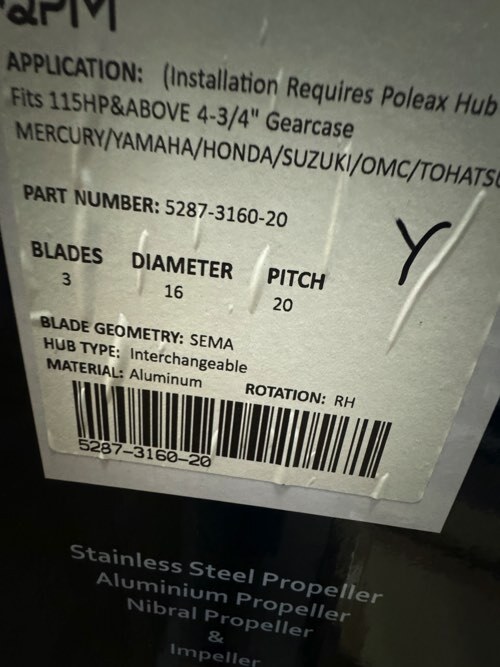 APPLICATION: (Installation Requires Poleax Hub
Fits 115HP&ABOVE 4-3/4" Gearcase
MERCURY/YAMAHA/HONDA/SUZUKI/OMC/TOHATSU
PART NUMBER: 5287-3160-20
Y
BLADES DIAMETER PITCH
3 16 20
BLADE GEOMETRY: SEMA
HUB TYPE: Interchangeable
MATERIAL: Aluminum ROTATION: RH
5287-3160-20
Stainless Steel Propeller
Aluminium Propeller
Nibral Propeller
&
Impeller